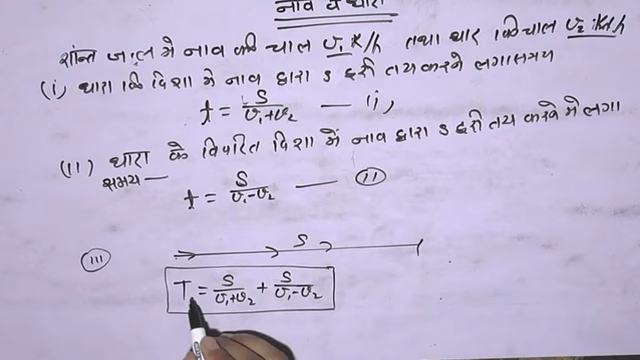 नाव व धारा
शान्त जल मे नाव की चाल v₁ K/h तथा धार कि चाल v₂ K/h
(i) धारा कि दिशा मे नाव द्वारा s दूरी तय करने लगा समय
t = S/(v₁+v₂) — (i)
(II) धारा के विपरित दिशा में नाव द्वारा s दूरी तय करने मे लगा
समय —
t = S/(v₁-v₂) — (II)
(III) S
T = S/(v₁+v₂) + S/(v₁-v₂)